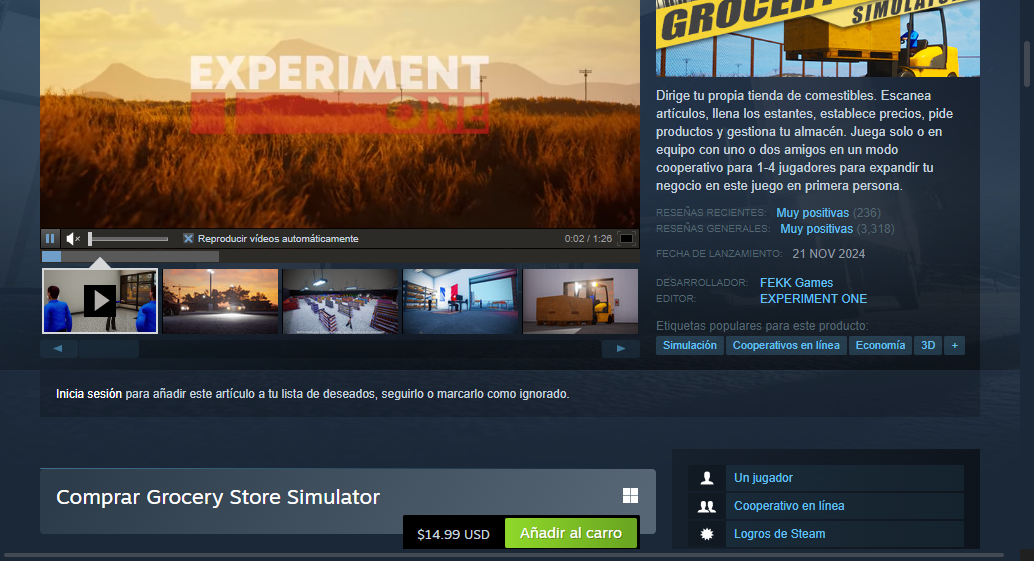 GROCERY
SIMULATOR
EXPERIMENT
ONE
Dirige tu propia tienda de comestibles. Escanea
artículos, llena los estantes, establece precios, pide
productos y gestiona tu almacén. Juega solo o en
equipo con uno o dos amigos en un modo
cooperativo para 1-4 jugadores para expandir tu
negocio en este juego en primera persona.
RESEÑAS RECIENTES: Muy positivas (236)
RESEÑAS GENERALES: Muy positivas (3,318)
FECHA DE LANZAMIENTO: 21 NOV 2024
DESARROLLADOR: FEKK Games
EDITOR: EXPERIMENT ONE
Etiquetas populares para este producto:
Simulación Cooperativos en línea Economía 3D +
Reproducir vídeos automáticamente 0:02 / 1:26
Inicia sesión para añadir este artículo a tu lista de deseados, seguirlo o marcarlo como ignorado.
Comprar Grocery Store Simulator
$14.99 USD Añadir al carro
Un jugador
Cooperativo en línea
Logros de Steam